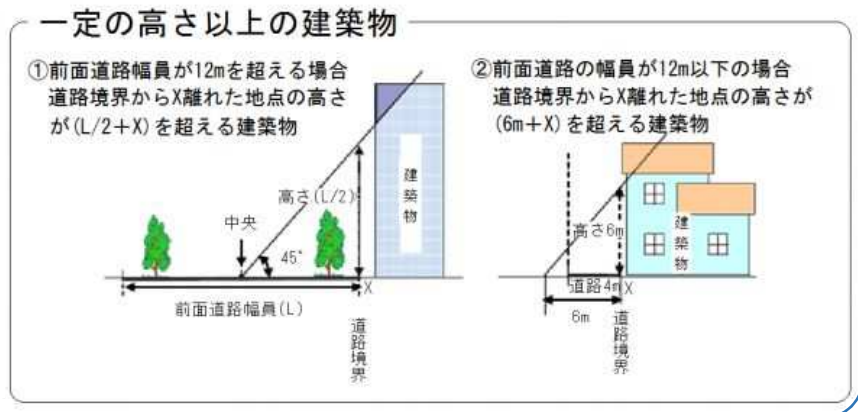 一定の高さ以上の建築物
①前面道路幅員が12mを超える場合
道路境界からX離れた地点の高さ
が(L/2+X)を超える建築物
中央
高さ(L/2)
45°
建築物
X
前面道路幅員(L)
道路境界
②前面道路の幅員が12m以下の場合
道路境界からX離れた地点の高さが
(6m+X)を超える建築物
高さ6m
建築物
道路4m
X
6m
道路境界